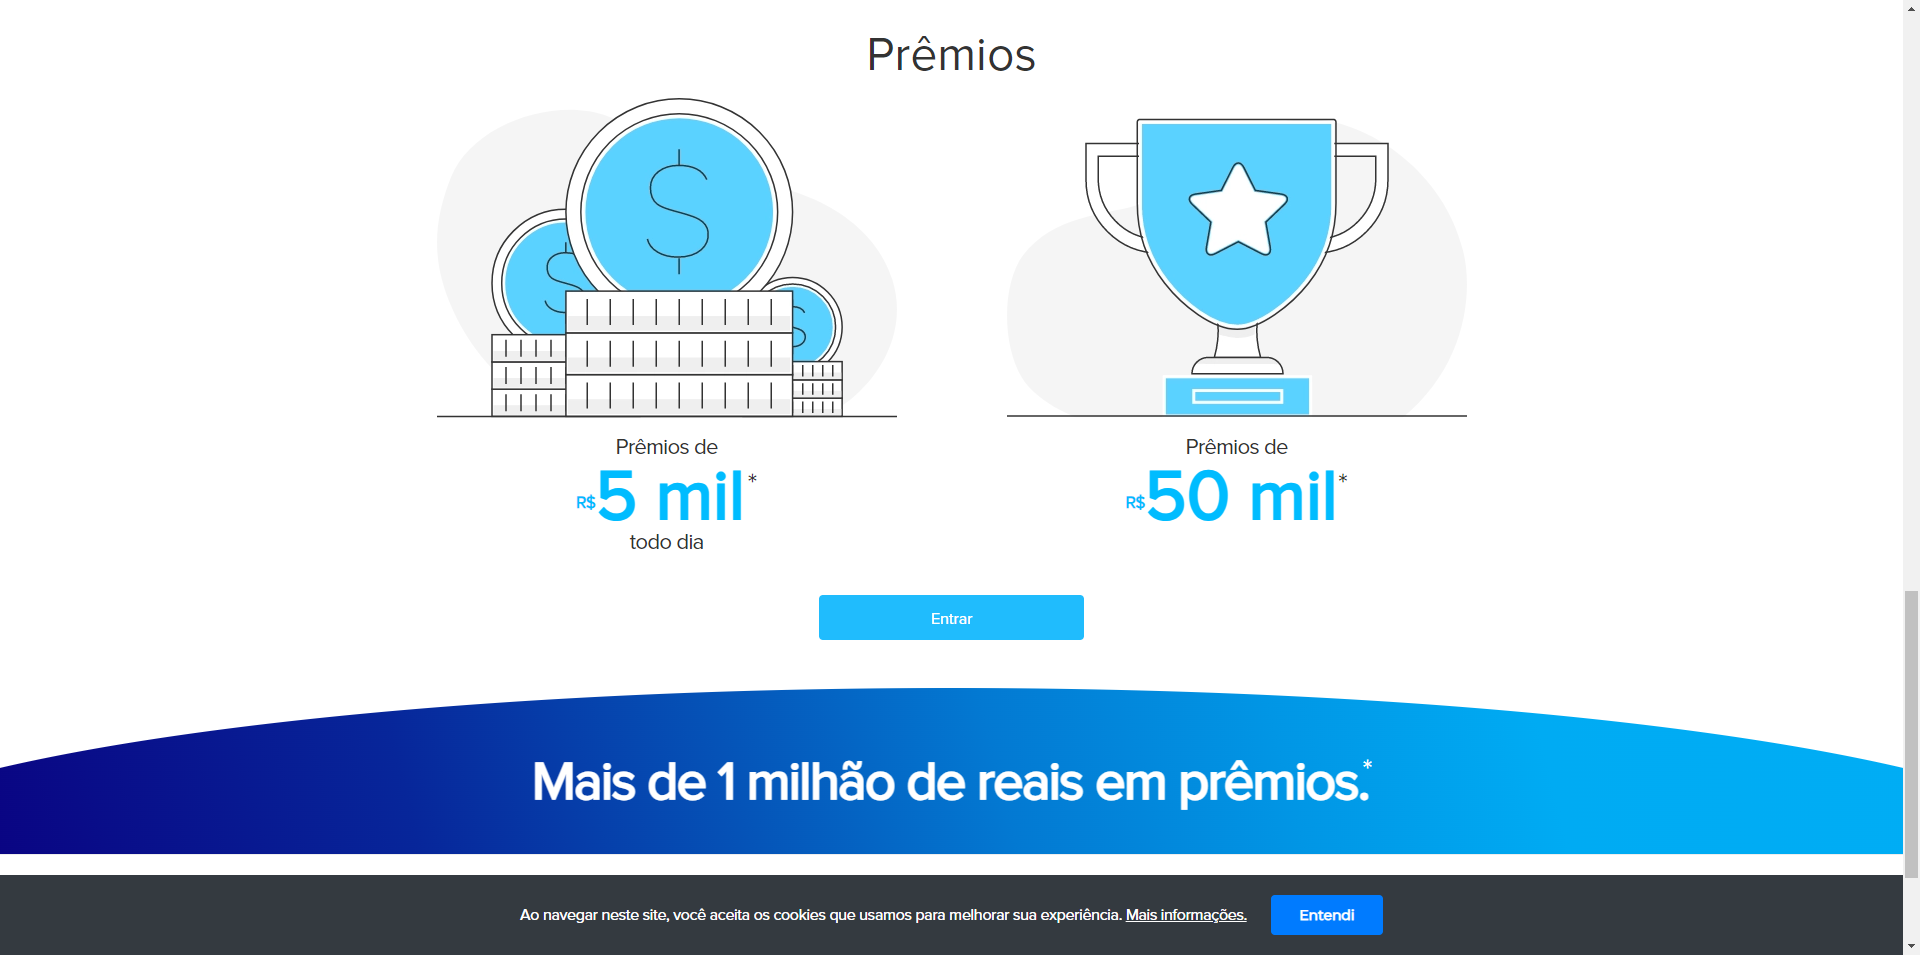 Prêmios
Prêmios de
R$5 mil*
todo dia
Prêmios de
R$50 mil*
Entrar
Mais de 1 milhão de reais em prêmios.*
Ao navegar neste site, você aceita os cookies que usamos para melhorar sua experiência. Mais informações.
Entendi